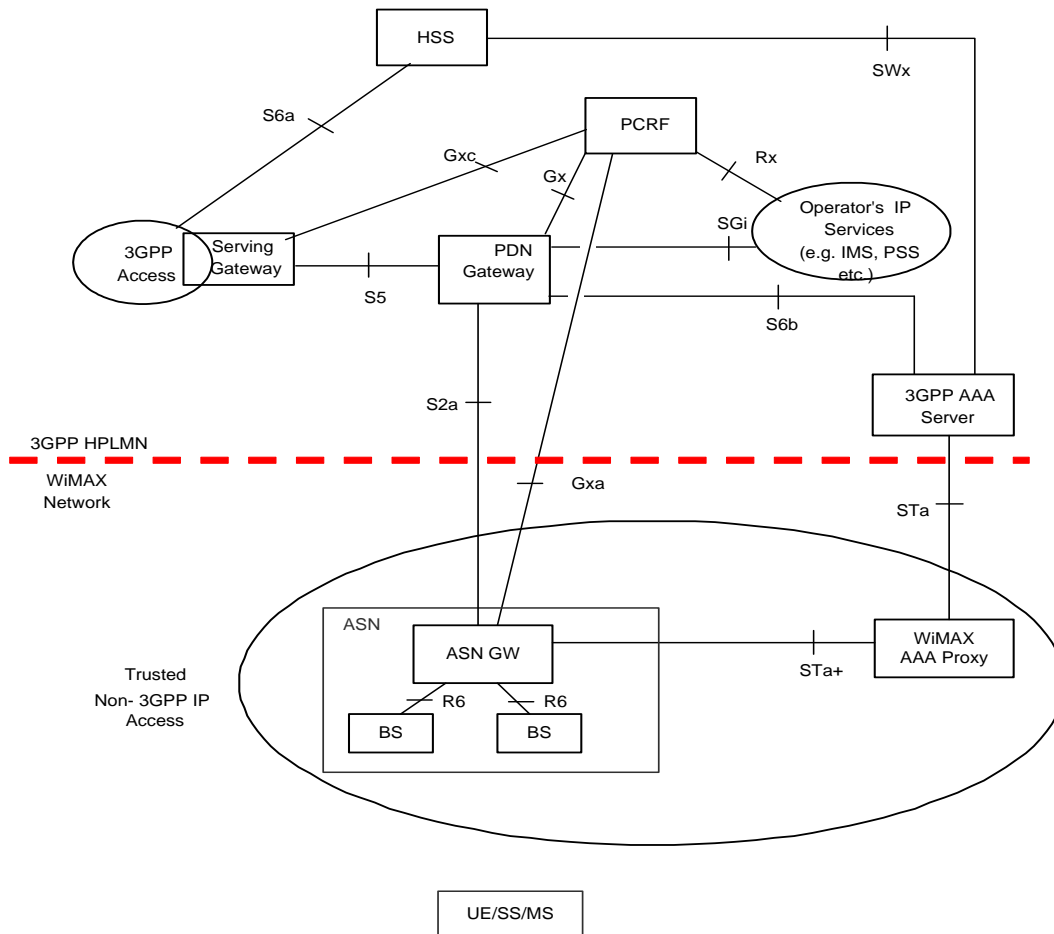 HSS
SWx
S6a
PCRF
Gxc
Gx
Rx
SGi
Operator's IP
Services
(e.g. IMS, PSS
etc.)
3GPP
Access
Serving
Gateway
PDN
Gateway
S5
S6b
S2a
3GPP AAA
Server
3GPP HPLMN
WiMAX
Network
Gxa
STa
ASN
ASN GW
WiMAX
AAA Proxy
STa+
Trusted
Non- 3GPP IP
Access
R6
R6
BS
BS
UE/SS/MS